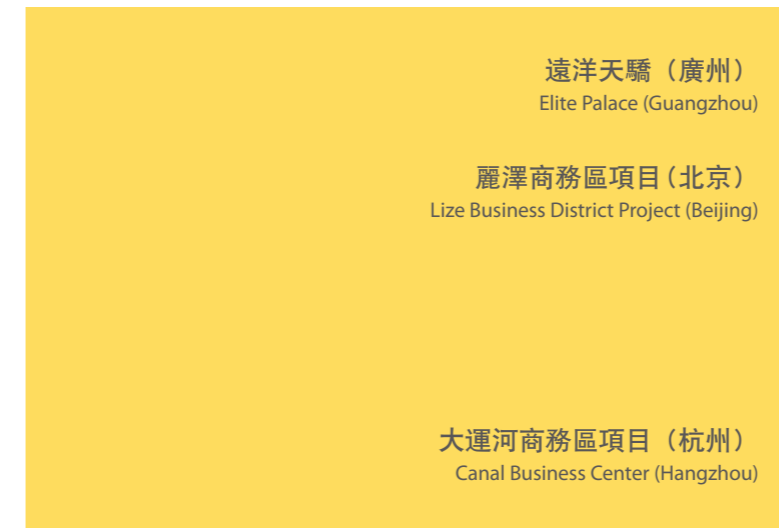 遠洋天驕（廣州）
Elite Palace (Guangzhou)
麗澤商務區項目（北京）
Lize Business District Project (Beijing)
大運河商務區項目（杭州）
Canal Business Center (Hangzhou)